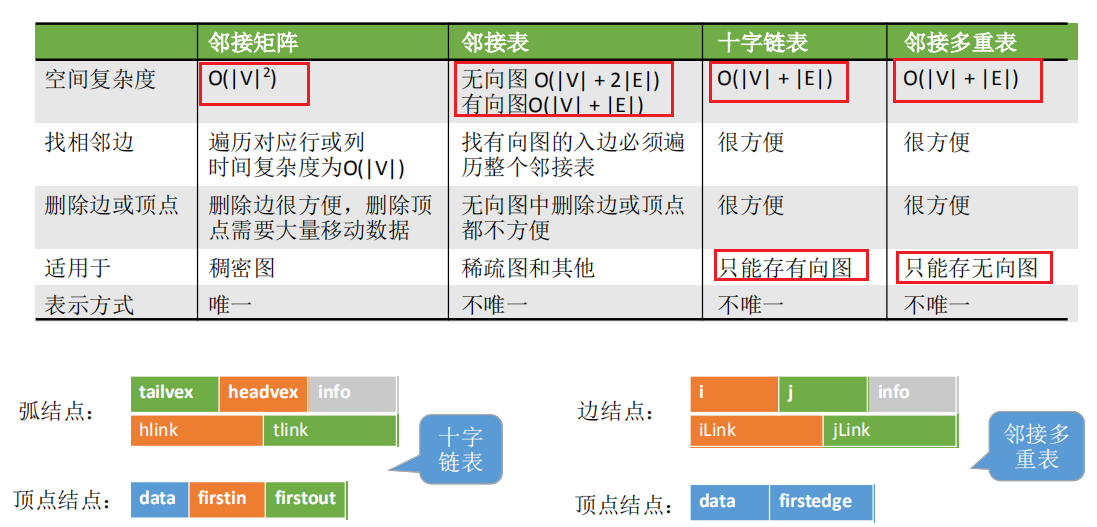 邻接矩阵 邻接表 十字链表 邻接多重表
空间复杂度 O(|V|²) 无向图 O(|V| + 2|E|) O(|V| + |E|) O(|V| + |E|)
有向图O(|V| + |E|)
找相邻边 遍历对应行或列 找有向图的入边必须遍 很方便 很方便
时间复杂度为O(|V|) 历整个邻接表
删除边或顶点 删除边很方便，删除顶 无向图中删除边或顶点 很方便 很方便
点需要大量移动数据 都不方便
适用于 稠密图 稀疏图和其他 只能存有向图 只能存无向图
表示方式 唯一 不唯一 不唯一 不唯一
弧结点：
tailvex headvex info
hlink tlink
十字
链表
顶点结点：
data firstin firstout
边结点：
i j info
iLink jLink
邻接多
重表
顶点结点：
data firstedge